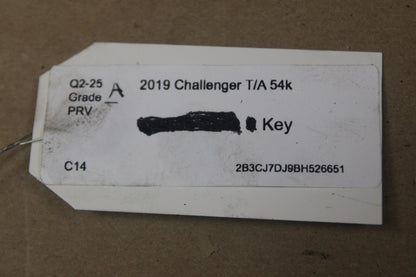 Q2-25
Grade A
PRV
2019 Challenger T/A 54k
Key
C14
2B3CJ7DJ9BH526651